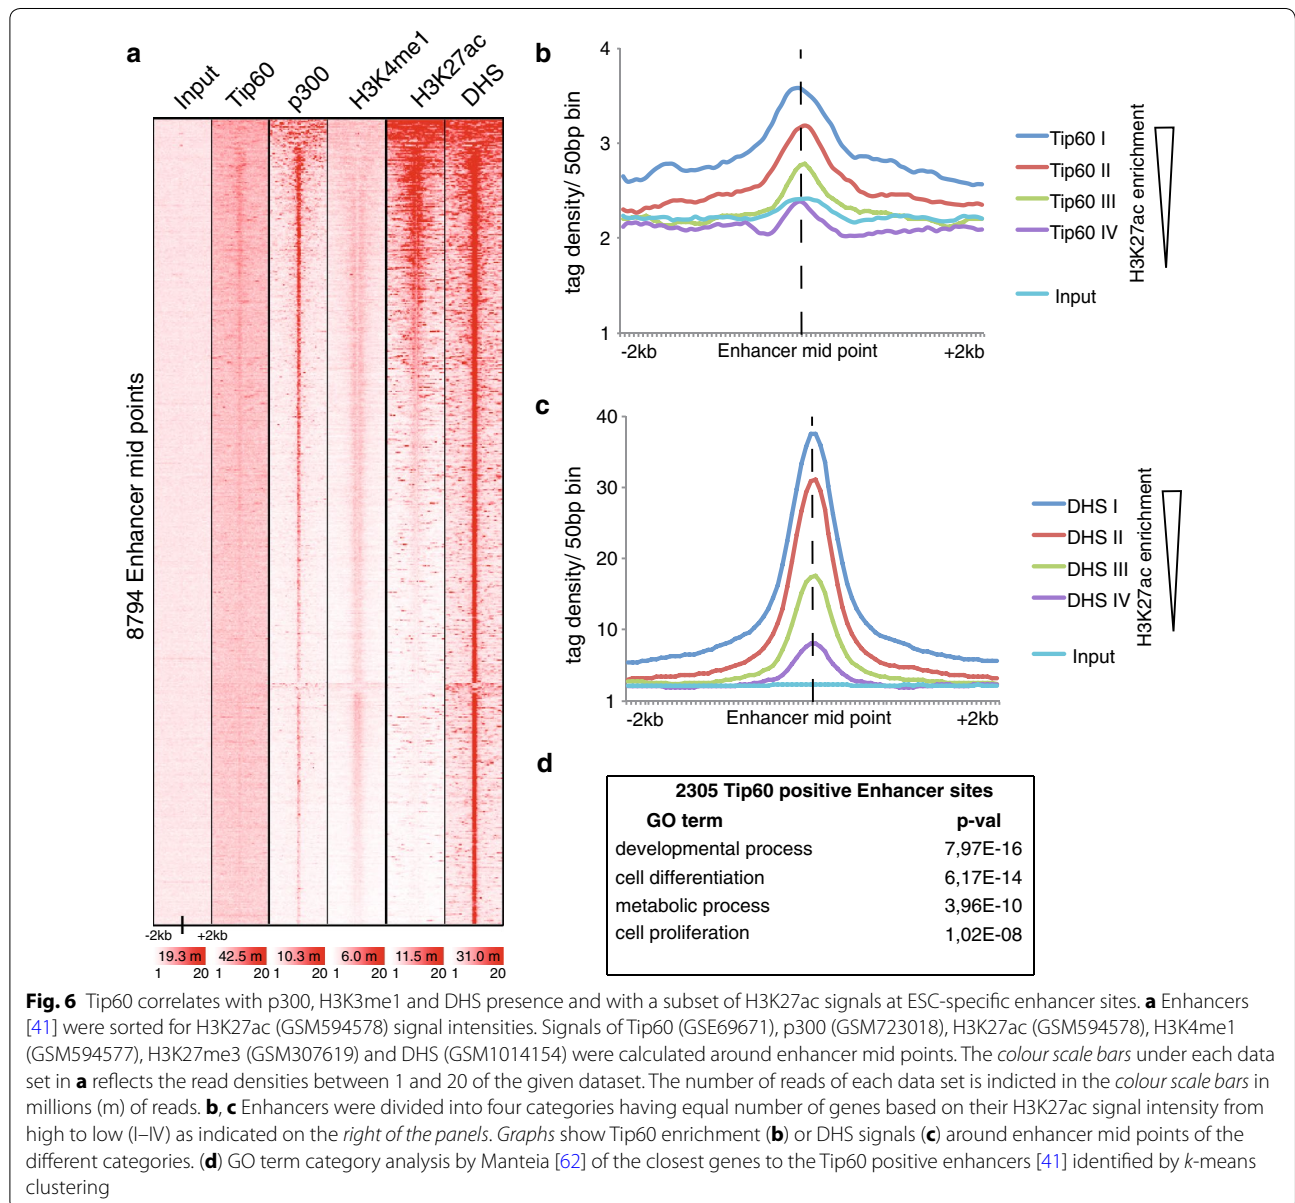 a
Input
Tip60
p300
H3K4me1
H3K27ac
DHS
8794 Enhancer mid points
-2kb
+2kb
19.3 m
42.5 m
10.3 m
6.0 m
11.5 m
31.0 m
1 20 1 20 1 20 1 20 1 20 1 20
b
tag density/ 50bp bin
4
3
2
1
-2kb
Enhancer mid point
+2kb
Tip60 I
Tip60 II
Tip60 III
Tip60 IV
Input
H3K27ac enrichment
c
tag density/ 50bp bin
40
30
20
10
1
-2kb
Enhancer mid point
+2kb
DHS I
DHS II
DHS III
DHS IV
Input
H3K27ac enrichment
d
2305 Tip60 positive Enhancer sites
GO term p-val
developmental process 7,97E-16
cell differentiation 6,17E-14
metabolic process 3,96E-10
cell proliferation 1,02E-08
Fig. 6 Tip60 correlates with p300, H3K3me1 and DHS presence and with a subset of H3K27ac signals at ESC-specific enhancer sites. a Enhancers
[41] were sorted for H3K27ac (GSM594578) signal intensities. Signals of Tip60 (GSE69671), p300 (GSM723018), H3K27ac (GSM594578), H3K4me1
(GSM594577), H3K27me3 (GSM307619) and DHS (GSM1014154) were calculated around enhancer mid points. The colour scale bars under each data
set in a reflects the read densities between 1 and 20 of the given dataset. The number of reads of each data set is indicted in the colour scale bars in
millions (m) of reads. b, c Enhancers were divided into four categories having equal number of genes based on their H3K27ac signal intensity from
high to low (I–IV) as indicated on the right of the panels. Graphs show Tip60 enrichment (b) or DHS signals (c) around enhancer mid points of the
different categories. (d) GO term category analysis by Manteia [62] of the closest genes to the Tip60 positive enhancers [41] identified by k-means
clustering